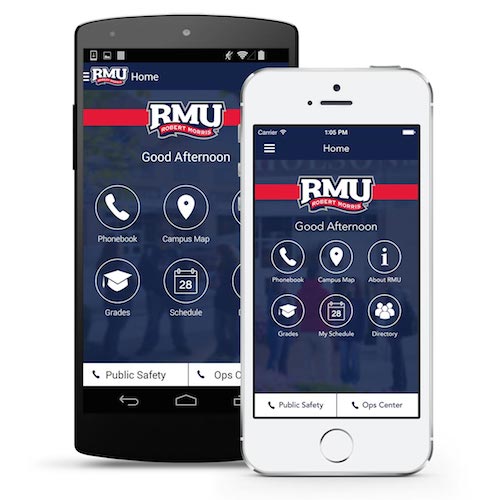 RMU Home
RMU
ROBERT MORRIS
Good Afternoon
Phonebook
Campus Map
Grades
28
Schedule
D
Public Safety
Ops C
Carrier
1:05 PM
Home
RMU
ROBERT MORRIS
Good Afternoon
Phonebook
Campus Map
i
About RMU
Grades
28
My Schedule
Directory
Public Safety
Ops Center